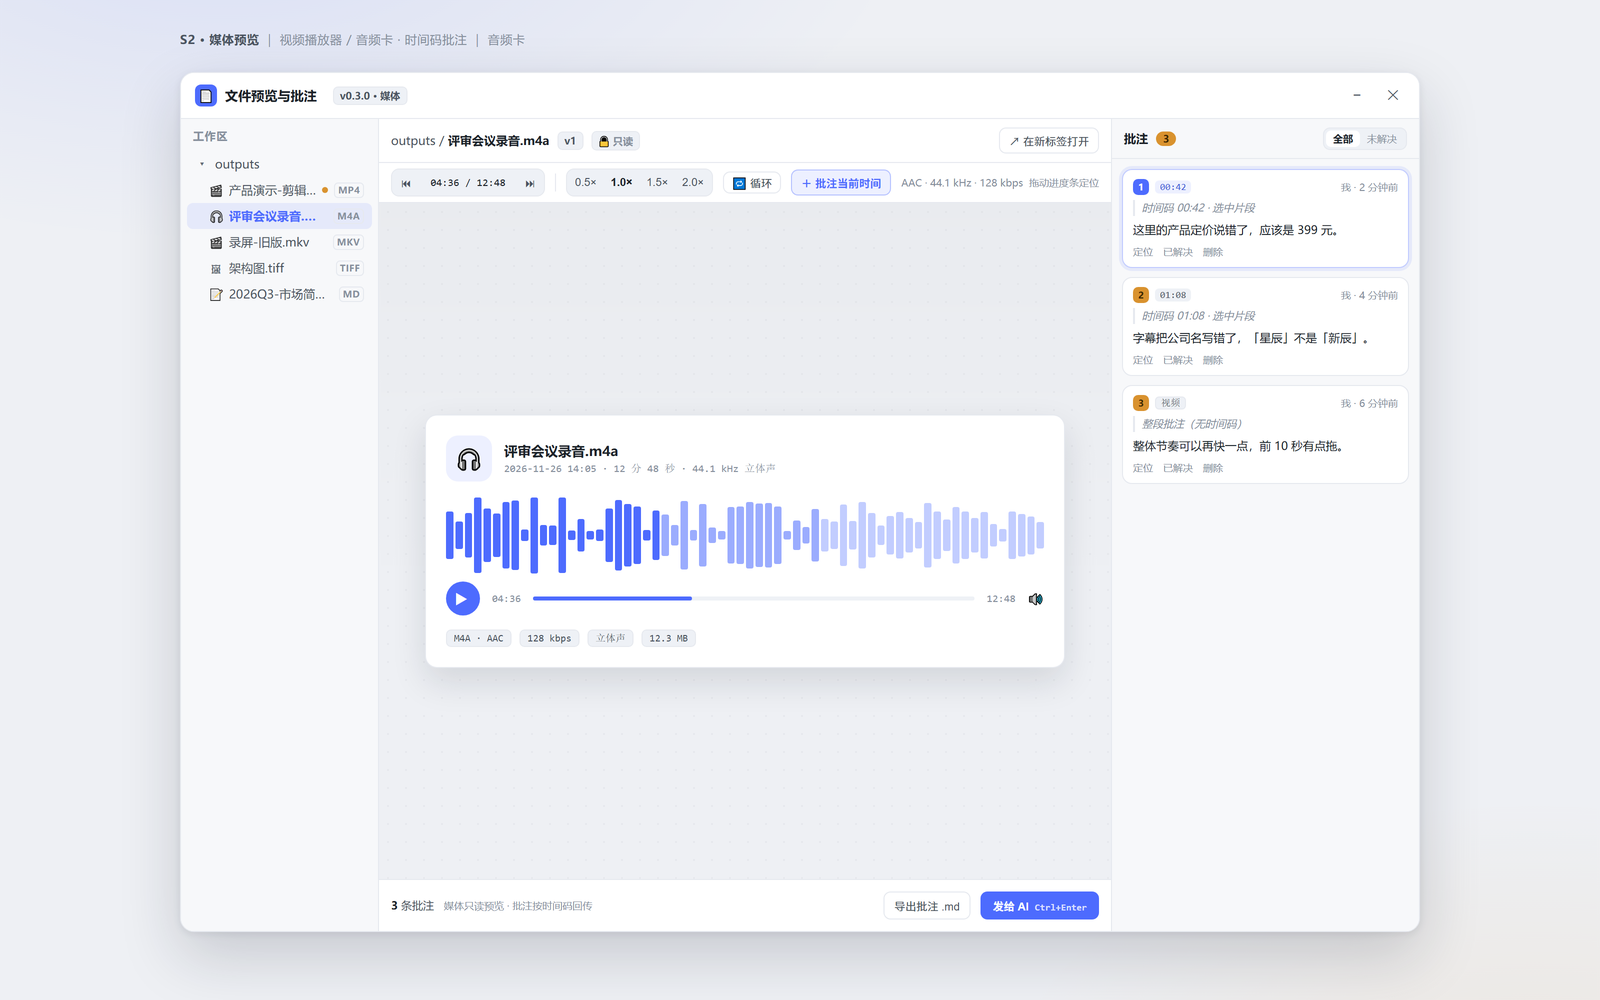 S2 • 媒体预览 | 视频播放器 / 音频卡 · 时间码批注 | 音频卡
文件预览与批注 v0.3.0 • 媒体
工作区
outputs
产品演示-剪辑... MP4
评审会议录音.... M4A
录屏-旧版.mkv MKV
架构图.tiff TIFF
2026Q3-市场简... MD
outputs / 评审会议录音.m4a v1 只读 ↗ 在新标签打开
04:36 / 12:48 0.5× 1.0× 1.5× 2.0× 循环 + 批注当前时间 AAC · 44.1 kHz · 128 kbps 拖动进度条定位
评审会议录音.m4a
2026-11-26 14:05 · 12 分 48 秒 · 44.1 kHz 立体声
04:36 12:48
M4A · AAC 128 kbps 立体声 12.3 MB
3 条批注 媒体只读预览 · 批注按时间码回传 导出批注 .md 发给 AI Ctrl+Enter
批注 3 全部 未解决
1 00:42 我 · 2 分钟前
时间码 00:42 · 选中片段
这里的产品定价说错了，应该是 399 元。
定位 已解决 删除
2 01:08 我 · 4 分钟前
时间码 01:08 · 选中片段
字幕把公司名写错了，「星辰」不是「新辰」。
定位 已解决 删除
3 视频 我 · 6 分钟前
整段批注（无时间码）
整体节奏可以再快一点，前 10 秒有点拖。
定位 已解决 删除